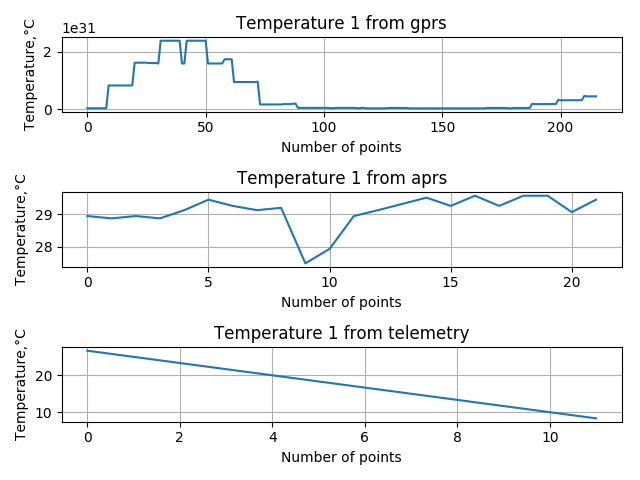 Temperature 1 from gprs
1e31
Temperature,°C
2
0
0 50 100 150 200
Number of points
Temperature 1 from aprs
Temperature,°C
29
28
0 5 10 15 20
Number of points
Temperature 1 from telemetry
Temperature,°C
20
10
0 2 4 6 8 10
Number of points